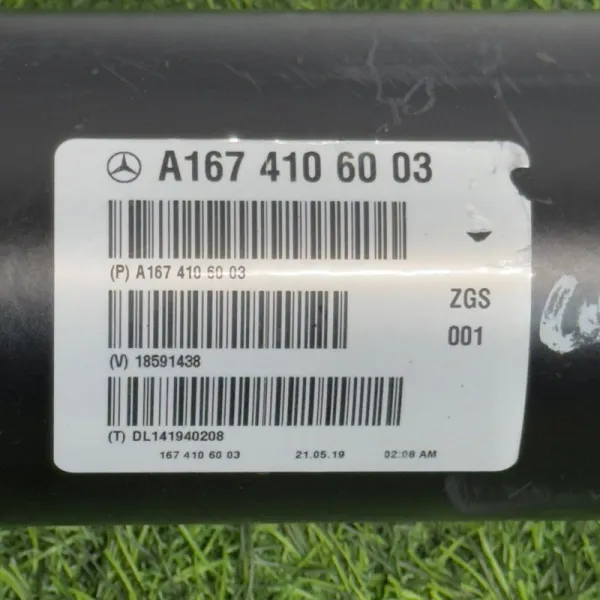 A167 410 60 03
(P) A167 410 60 03
ZGS
001
(V) 18591438
(T) DL141940208
167 410 60 03 21.05.19 02:08 AM